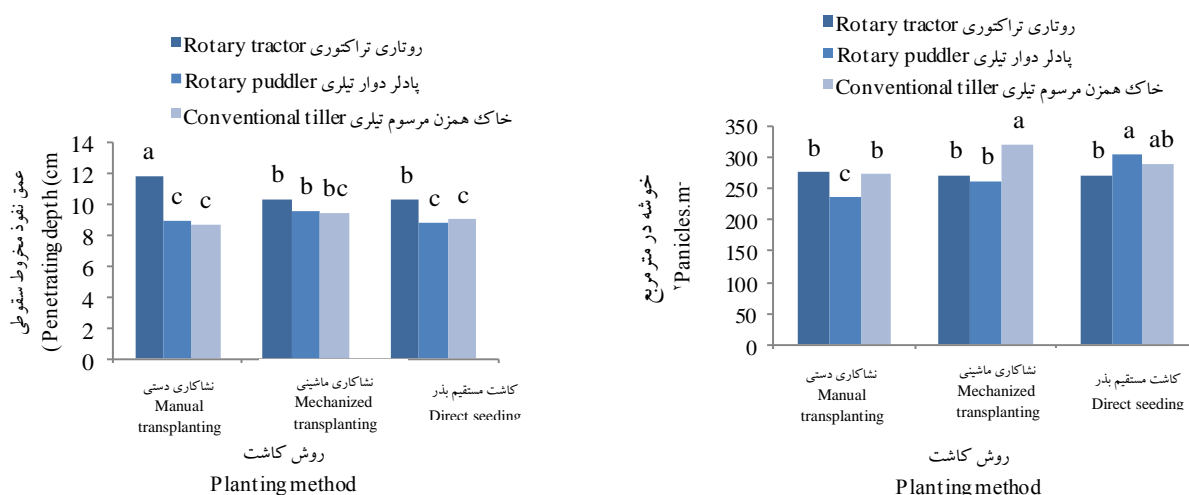 Rotary tractor روتاری تراکتوری
Rotary puddler پادلر دوار تیلری
Conventional tiller خاک همزن مرسوم تیلری
عمق نفوذ مخروط سقوطی
(Penetrating depth (cm
14
12
10
8
6
4
2
0
a
c
c
b
b
bc
b
c
c
نشاکاری دستی
Manual
transplanting
نشاکاری ماشینی
Mechanized
transplanting
کاشت مستقیم بذر
Direct seeding
روش کاشت
Planting method
Rotary tractor روتاری تراکتوری
Rotary puddler پادلر دوار تیلری
Conventional tiller خاک همزن مرسوم تیلری
خوشه در مترمربع
۲Panicles.m-
350
300
250
200
150
100
50
0
b
c
b
b
b
a
b
a
ab
نشاکاری دستی
Manual
transplanting
نشاکاری ماشینی
Mechanized
transplanting
کاشت مستقیم بذر
Direct seeding
روش کاشت
Planting method